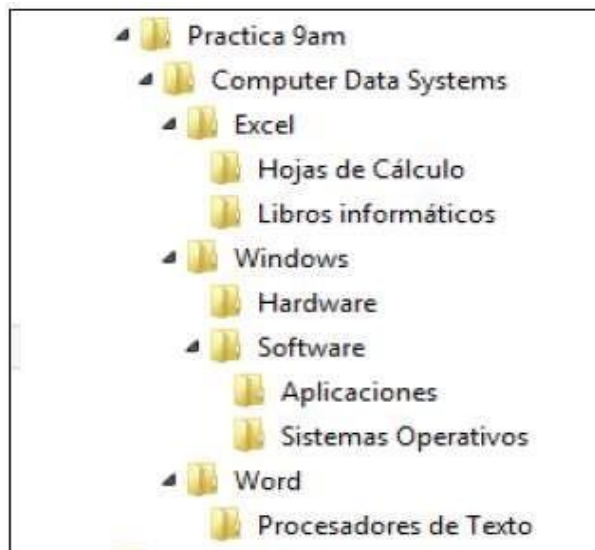 Practica 9am
Computer Data Systems
Excel
Hojas de Cálculo
Libros informáticos
Windows
Hardware
Software
Aplicaciones
Sistemas Operativos
Word
Procesadores de Texto